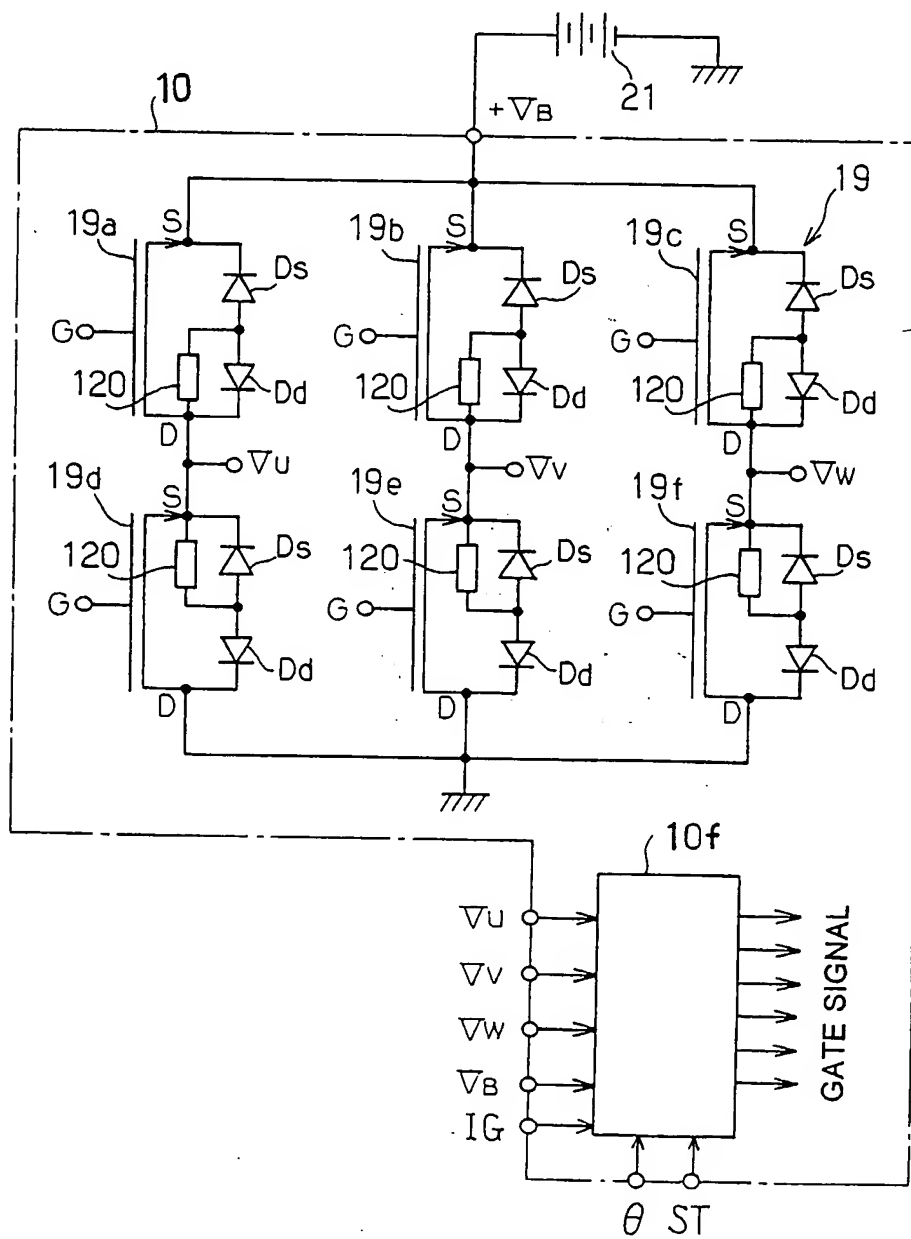 21
10
+VB
19
19a
S
Ds
G
120
Dd
D
VU
19b
S
Ds
G
120
Dd
D
VV
19c
S
Ds
G
120
Dd
D
VW
19d
S
120
Ds
G
Dd
D
19e
S
120
Ds
G
Dd
D
19f
S
120
Ds
G
Dd
D
10f
VU
VV
VW
VB
IG
θ ST
GATE SIGNAL